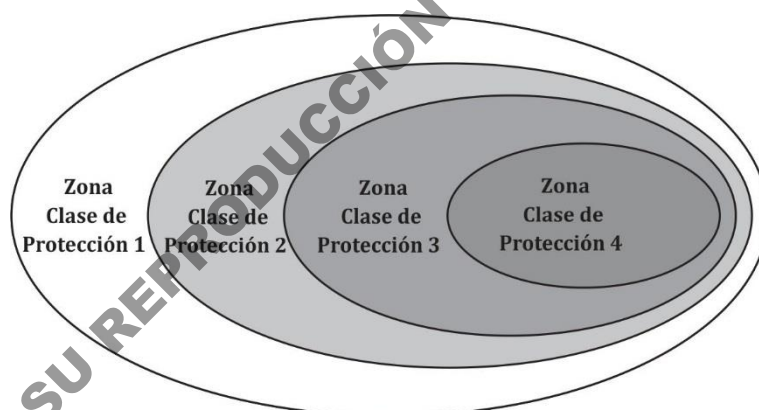 Zona
Clase de
Protección 1
Zona
Clase de
Protección 2
Zona
Clase de
Protección 3
Zona
Clase de
Protección 4
SU REPRODUCCIÓN